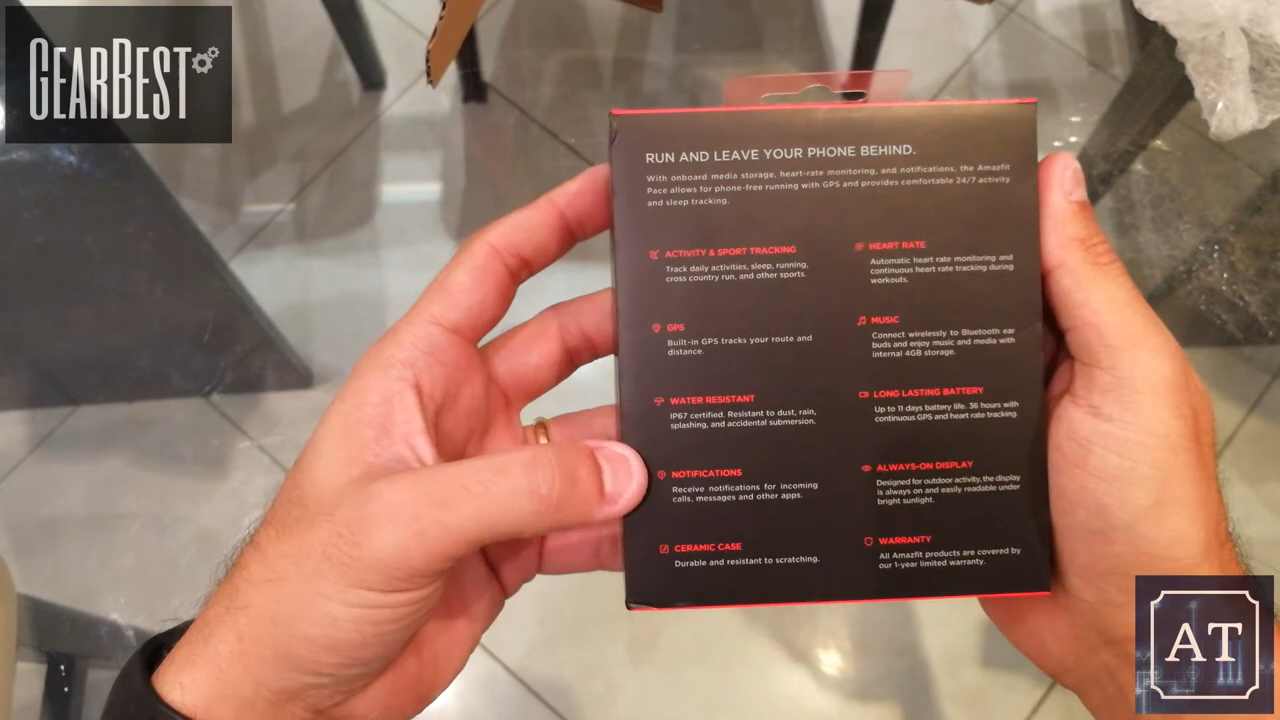 GEARBEST
RUN AND LEAVE YOUR PHONE BEHIND.
With onboard media storage, heart-rate monitoring, and notifications, the Amazfit
Pace allows for phone-free running with GPS and provides comfortable 24/7 activity
and sleep tracking.
ACTIVITY & SPORT TRACKING
Track daily activities, sleep, running,
cross country run, and other sports.
GPS
Built-in GPS tracks your route and
distance.
WATER RESISTANT
IP67 certified. Resistant to dust, rain,
splashing, and accidental submersion.
NOTIFICATIONS
Receive notifications for incoming
calls, messages and other apps.
CERAMIC CASE
Durable and resistant to scratching.
HEART RATE
Automatic heart rate monitoring and
continuous heart rate tracking during
workouts.
MUSIC
Connect wirelessly to Bluetooth ear
buds and enjoy music and media with
internal 4GB storage.
LONG LASTING BATTERY
Up to 11 days battery life. 36 hours with
continuous GPS and heart rate tracking.
ALWAYS-ON DISPLAY
Designed for outdoor activity, the display
is always on and easily readable under
bright sunlight.
WARRANTY
All Amazfit products are covered by
our 1-year limited warranty.
AT